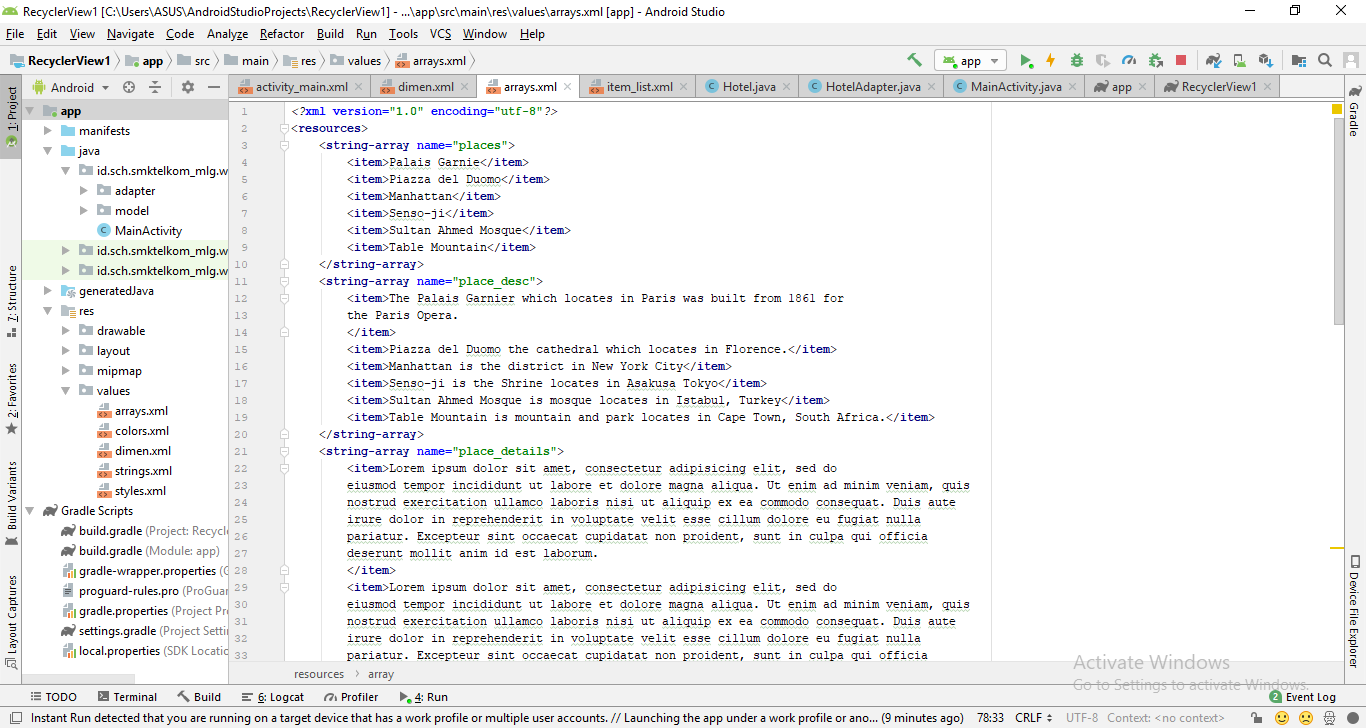 RecyclerView1 [C:\Users\ASUS\AndroidStudioProjects\RecyclerView1] - ...\app\src\main\res\values\arrays.xml [app] - Android Studio
File Edit View Navigate Code Analyze Refactor Build Run Tools VCS Window Help
RecyclerView1 app src main res values arrays.xml app
Android activity_main.xml dimen.xml arrays.xml item_list.xml Hotel.java HotelAdapter.java MainActivity.java app RecyclerView1
1: Project
7: Structure
2: Favorites
Build Variants
Layout Captures
app
manifests
java
id.sch.smktelkom_mlg.w
adapter
model
MainActivity
id.sch.smktelkom_mlg.w
id.sch.smktelkom_mlg.w
generatedJava
res
drawable
layout
mipmap
values
arrays.xml
colors.xml
dimen.xml
strings.xml
styles.xml
Gradle Scripts
build.gradle (Project: Recycl
build.gradle (Module: app)
gradle-wrapper.properties (G
proguard-rules.pro (ProGuar
gradle.properties (Project Pr
settings.gradle (Project Setti
local.properties (SDK Locatic
1 <?xml version="1.0" encoding="utf-8"?>
2 <resources>
3 <string-array name="places">
4 <item>Palais Garnie</item>
5 <item>Piazza del Duomo</item>
6 <item>Manhattan</item>
7 <item>Senso-ji</item>
8 <item>Sultan Ahmed Mosque</item>
9 <item>Table Mountain</item>
10 </string-array>
11 <string-array name="place_desc">
12 <item>The Palais Garnier which locates in Paris was built from 1861 for
13 the Paris Opera.
14 </item>
15 <item>Piazza del Duomo the cathedral which locates in Florence.</item>
16 <item>Manhattan is the district in New York City</item>
17 <item>Senso-ji is the Shrine locates in Asakusa Tokyo</item>
18 <item>Sultan Ahmed Mosque is mosque locates in Istabul, Turkey</item>
19 <item>Table Mountain is mountain and park locates in Cape Town, South Africa.</item>
20 </string-array>
21 <string-array name="place_details">
22 <item>Lorem ipsum dolor sit amet, consectetur adipisicing elit, sed do
23 eiusmod tempor incididunt ut labore et dolore magna aliqua. Ut enim ad minim veniam, quis
24 nostrud exercitation ullamco laboris nisi ut aliquip ex ea commodo consequat. Duis aute
25 irure dolor in reprehenderit in voluptate velit esse cillum dolore eu fugiat nulla
26 pariatur. Excepteur sint occaecat cupidatat non proident, sunt in culpa qui officia
27 deserunt mollit anim id est laborum.
28 </item>
29 <item>Lorem ipsum dolor sit amet, consectetur adipisicing elit, sed do
30 eiusmod tempor incididunt ut labore et dolore magna aliqua. Ut enim ad minim veniam, quis
31 nostrud exercitation ullamco laboris nisi ut aliquip ex ea commodo consequat. Duis aute
32 irure dolor in reprehenderit in voluptate velit esse cillum dolore eu fugiat nulla
33 pariatur. Excepteur sint occaecat cupidatat non proident, sunt in culpa qui officia
Gradle
Device File Explorer
Activate Windows
Go to Settings to activate Windows.
resources array
TODO Terminal Build 6: Logcat Profiler 4: Run 2 Event Log
Instant Run detected that you are running on a target device that has a work profile or multiple user accounts. // Launching the app under a work profile or ano... (9 minutes ago) 78:33 CRLF UTF-8 Context: <no context>